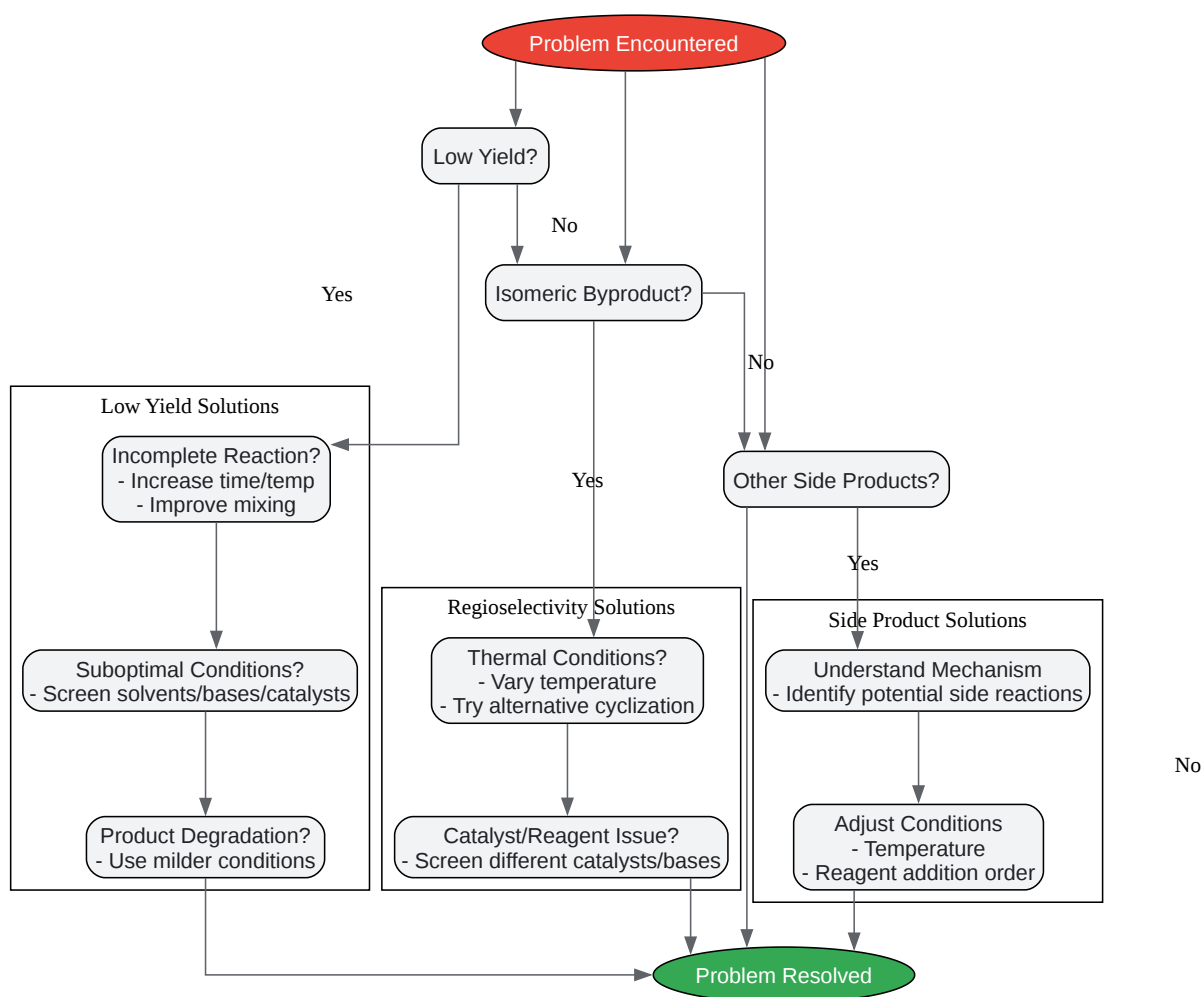 Problem Encountered
Low Yield?
No
Yes
Isomeric Byproduct?
No
Low Yield Solutions
Incomplete Reaction?
- Increase time/temp
- Improve mixing
Yes
Other Side Products?
Yes
Regioselectivity Solutions
Side Product Solutions
Suboptimal Conditions?
- Screen solvents/bases/catalysts
Thermal Conditions?
- Vary temperature
- Try alternative cyclization
Understand Mechanism
- Identify potential side reactions
No
Product Degradation?
- Use milder conditions
Catalyst/Reagent Issue?
- Screen different catalysts/bases
Adjust Conditions
- Temperature
- Reagent addition order
Problem Resolved